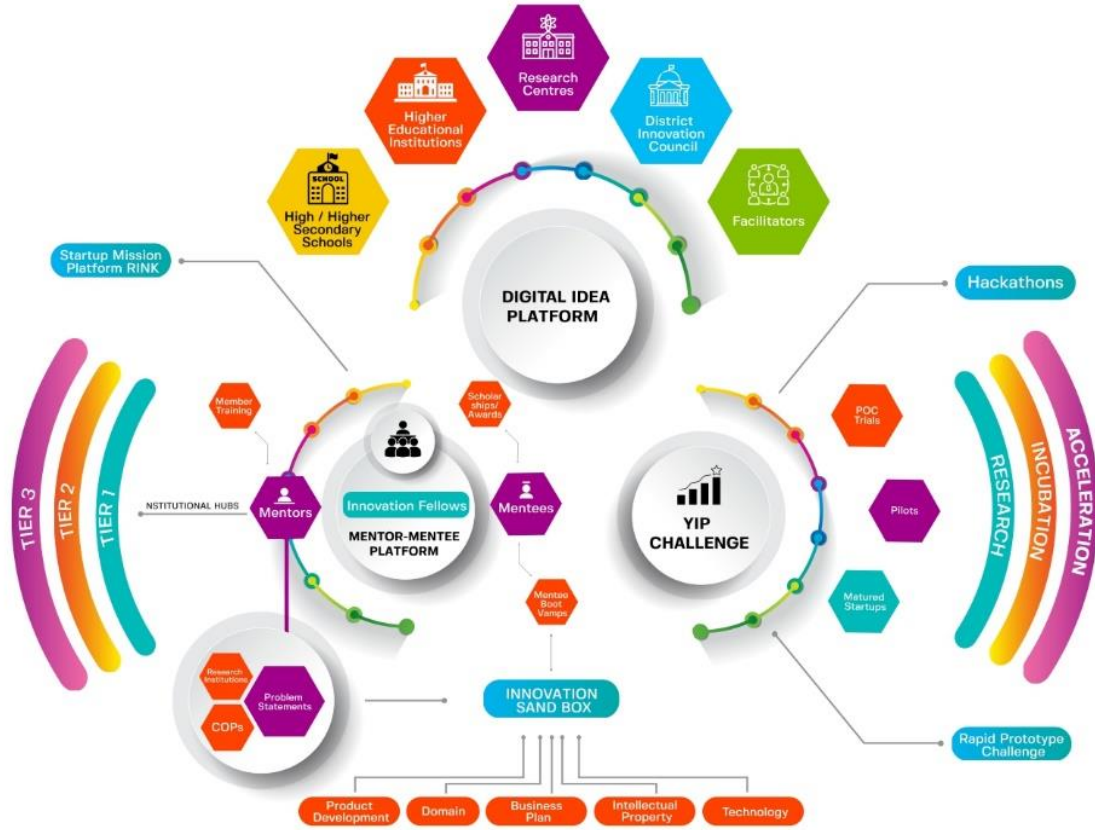 Research
Centres
Higher
Educational
Institutions
District
Innovation
Council
SCHOOL
High / Higher
Secondary
Schools
Facilitators
Startup Mission
Platform RINK
DIGITAL IDEA
PLATFORM
Hackathons
TIER 3
TIER 2
TIER 1
Member
Training
Scholar
ships/
Awards
POC
Trials
RESEARCH
INCUBATION
ACCELERATION
NSTITUTIONAL HUBS
Mentors
Innovation Fellows
MENTOR-MENTEE
PLATFORM
Mentees
YIP
CHALLENGE
Pilots
Mentee
Boot
Vamps
Matured
Startups
Research
Institutions
COPs
Problem
Statements
INNOVATION
SAND BOX
Rapid Prototype
Challenge
Product
Development
Domain
Business
Plan
Intellectual
Property
Technology